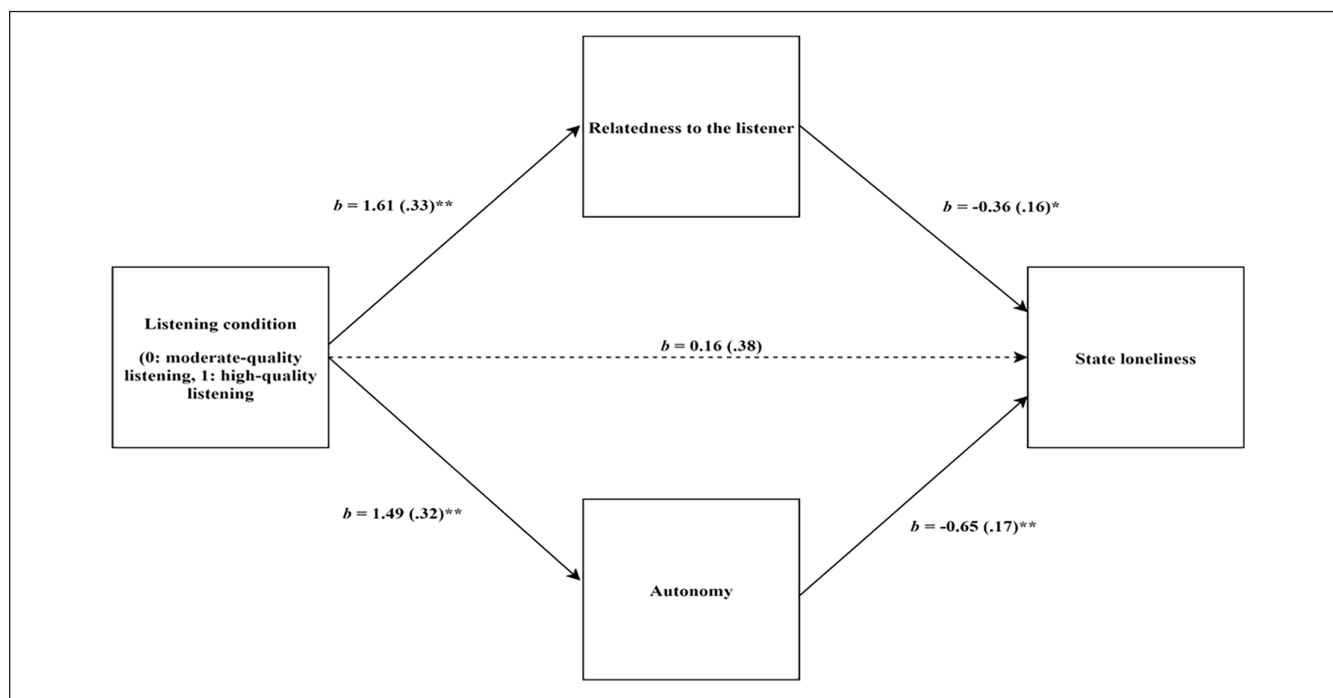 Relatedness to the listener
b = 1.61 (.33)**
b = -0.36 (.16)*
Listening condition
(0: moderate-quality
listening, 1: high-quality
listening
b = 0.16 (.38)
State loneliness
b = 1.49 (.32)**
b = -0.65 (.17)**
Autonomy